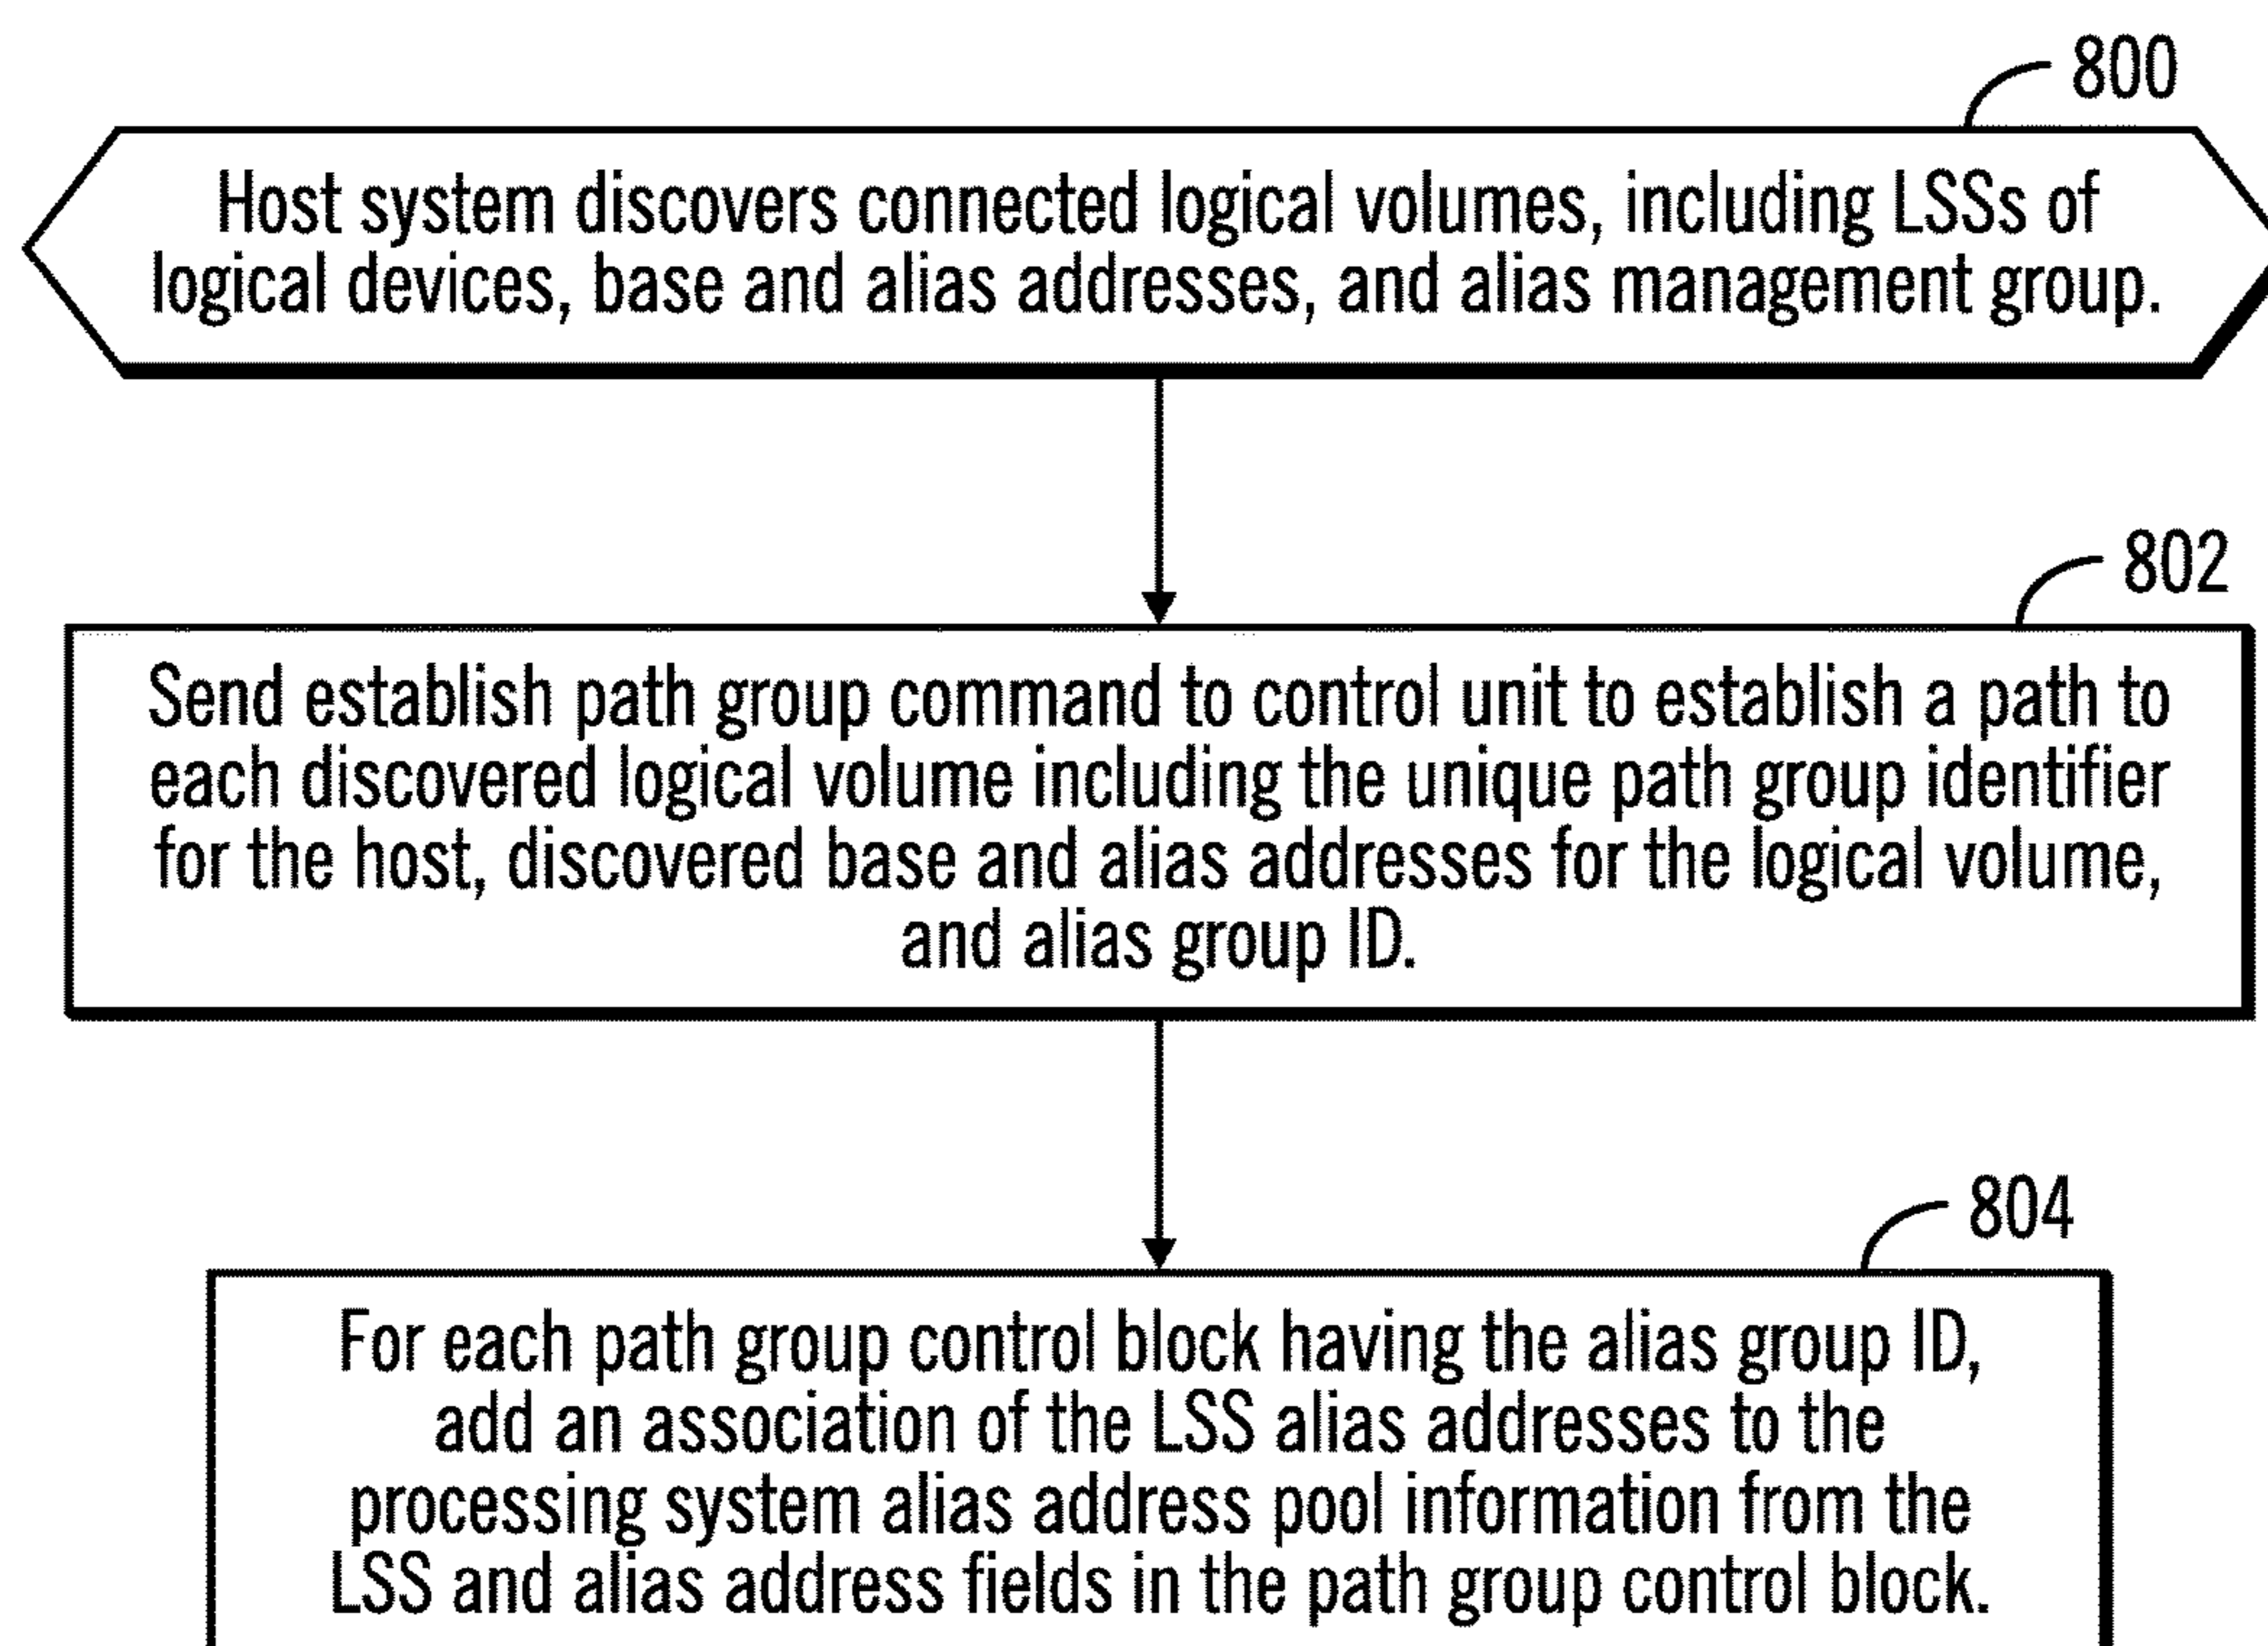 800
Host system discovers connected logical volumes, including LSSs of
logical devices, base and alias addresses, and alias management group.
802
Send establish path group command to control unit to establish a path to
each discovered logical volume including the unique path group identifier
for the host, discovered base and alias addresses for the logical volume,
and alias group ID.
804
For each path group control block having the alias group ID,
add an association of the LSS alias addresses to the
processing system alias address pool information from the
LSS and alias address fields in the path group control block.